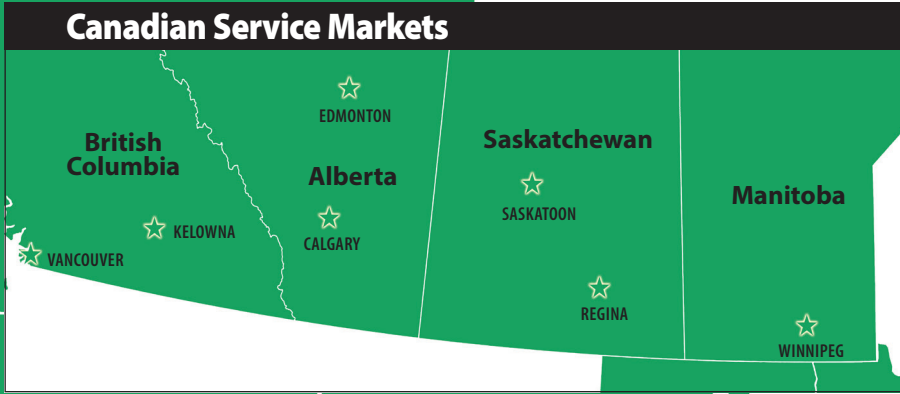 Canadian Service Markets
EDMONTON
British
Columbia
Saskatchewan
Alberta
SASKATOON
Manitoba
KELOWNA
CALGARY
VANCOUVER
REGINA
WINNIPEG